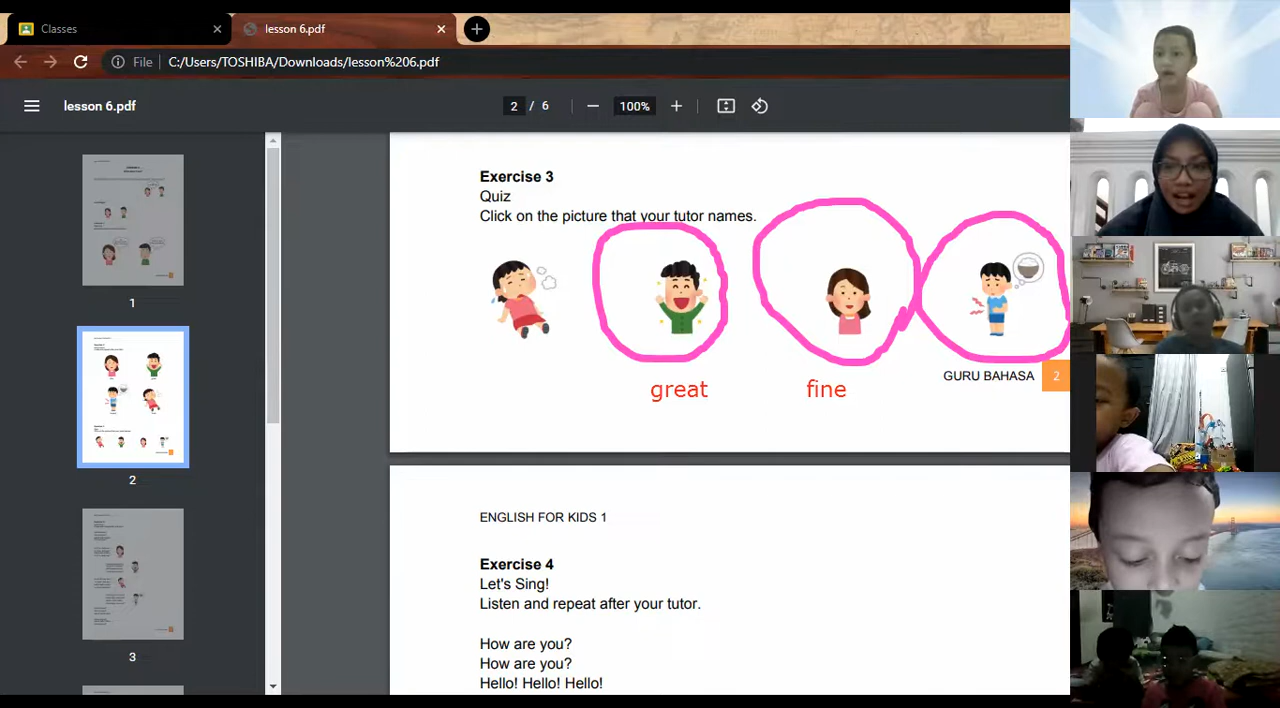 Classes
lesson 6.pdf
File
C:/Users/TOSHIBA/Downloads/lesson%206.pdf
lesson 6.pdf
2 / 6
100%
1
2
3
Exercise 3
Quiz
Click on the picture that your tutor names.
great
fine
GURU BAHASA
2
ENGLISH FOR KIDS 1
Exercise 4
Let's Sing!
Listen and repeat after your tutor.
How are you?
How are you?
Hello! Hello! Hello!